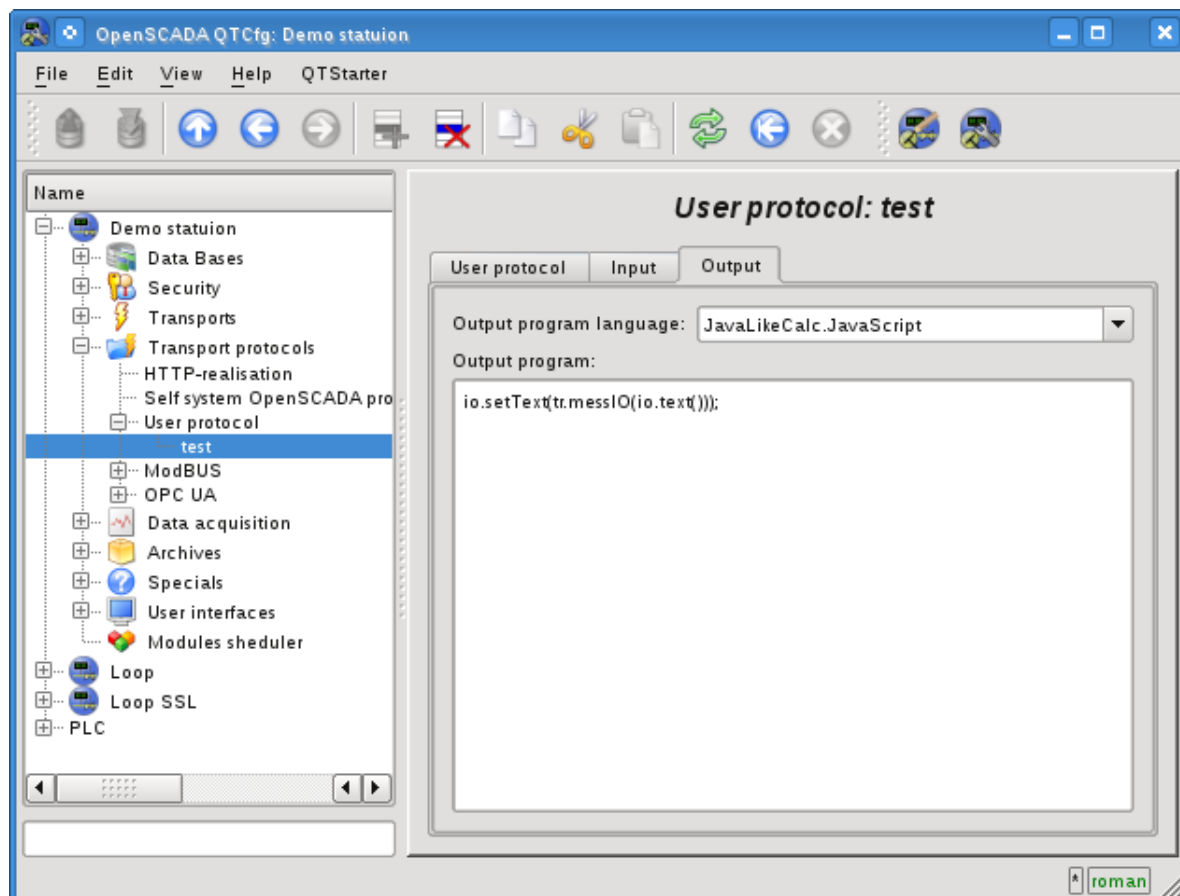 OpenSCADA QTCfg: Demo statuion
File Edit View Help QTStarter
Name
Demo statuion
Data Bases
Security
Transports
Transport protocols
HTTP-realisation
Self system OpenSCADA pro
User protocol
test
ModBUS
OPC UA
Data acquisition
Archives
Specials
User interfaces
Modules sheduler
Loop
Loop SSL
PLC
User protocol: test
User protocol Input Output
Output program language: JavaLikeCalc.JavaScript
Output program:
io.setText(tr.messIO(io.text()));
* roman